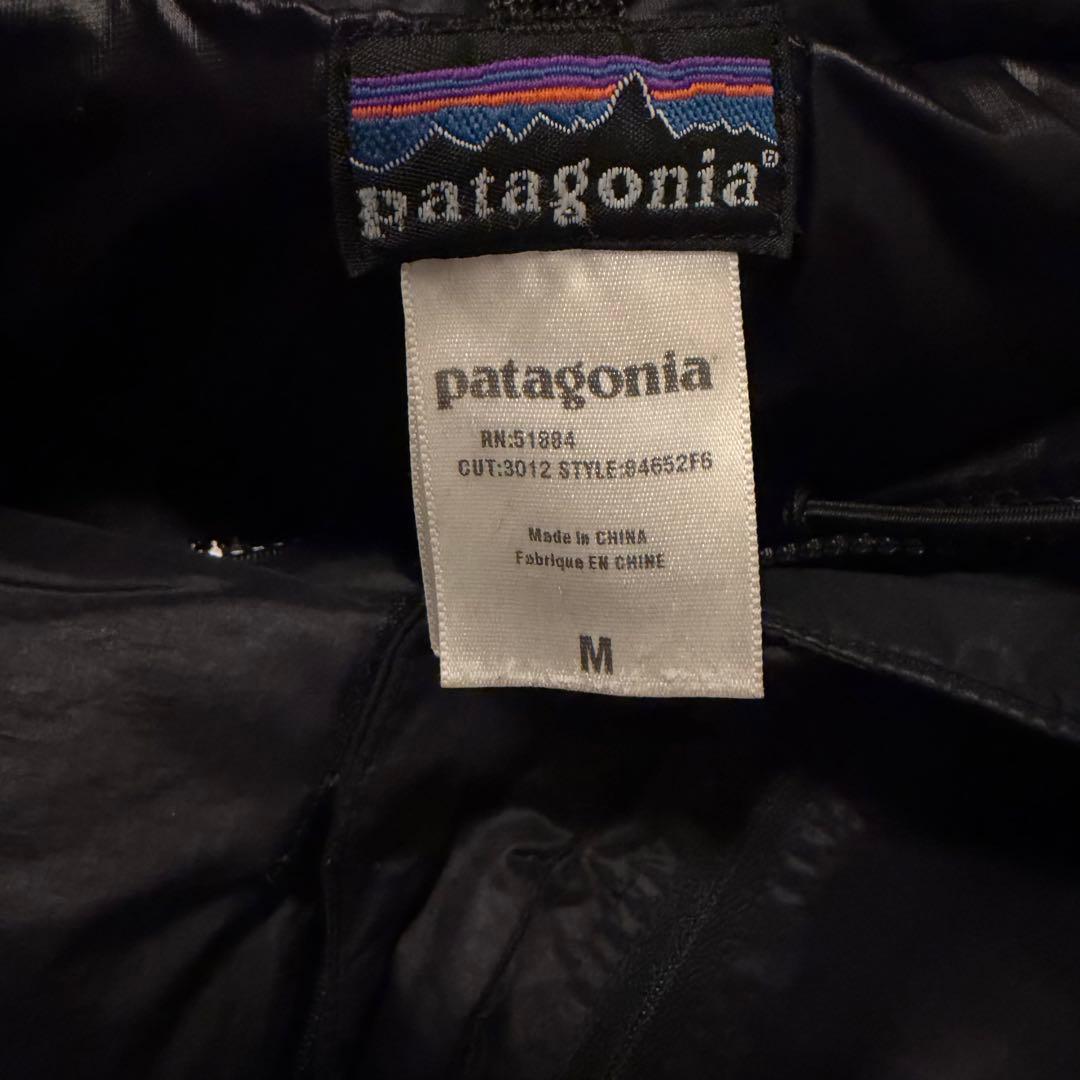 patagonia®
patagonia
RN:51884
CUT:3012 STYLE:84652F6
Made in CHINA
Fabrique EN CHINE
M